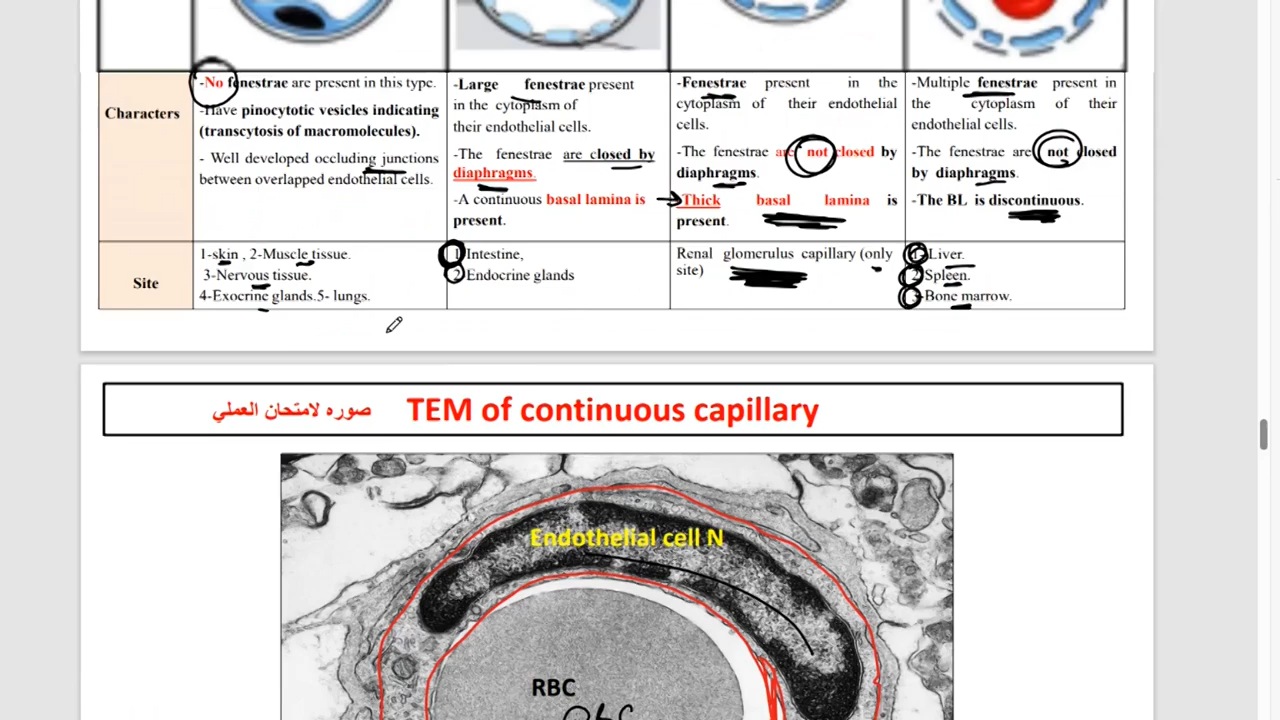 Characters
-No fenestrae are present in this type.
-Have pinocytotic vesicles indicating
(transcytosis of macromolecules).
- Well developed occluding junctions
between overlapped endothelial cells.
-Large fenestrae present
in the cytoplasm of
their endothelial cells.
-The fenestrae are closed by
diaphragms.
-A continuous basal lamina is
present.
-Fenestrae present in the
cytoplasm of their endothelial
cells.
-The fenestrae are not closed by
diaphragms.
-Thick basal lamina is
present.
-Multiple fenestrae present in
the cytoplasm of their
endothelial cells.
-The fenestrae are not closed
by diaphragms.
-The BL is discontinuous.
Site
1-skin , 2-Muscle tissue.
3-Nervous tissue.
4-Exocrine glands.5- lungs.
1 Intestine,
2 Endocrine glands
Renal glomerulus capillary (only
site)
1-Liver.
2 Spleen.
3-Bone marrow.
صوره لامتحان العملي TEM of continuous capillary
Endothelial cell N
RBC